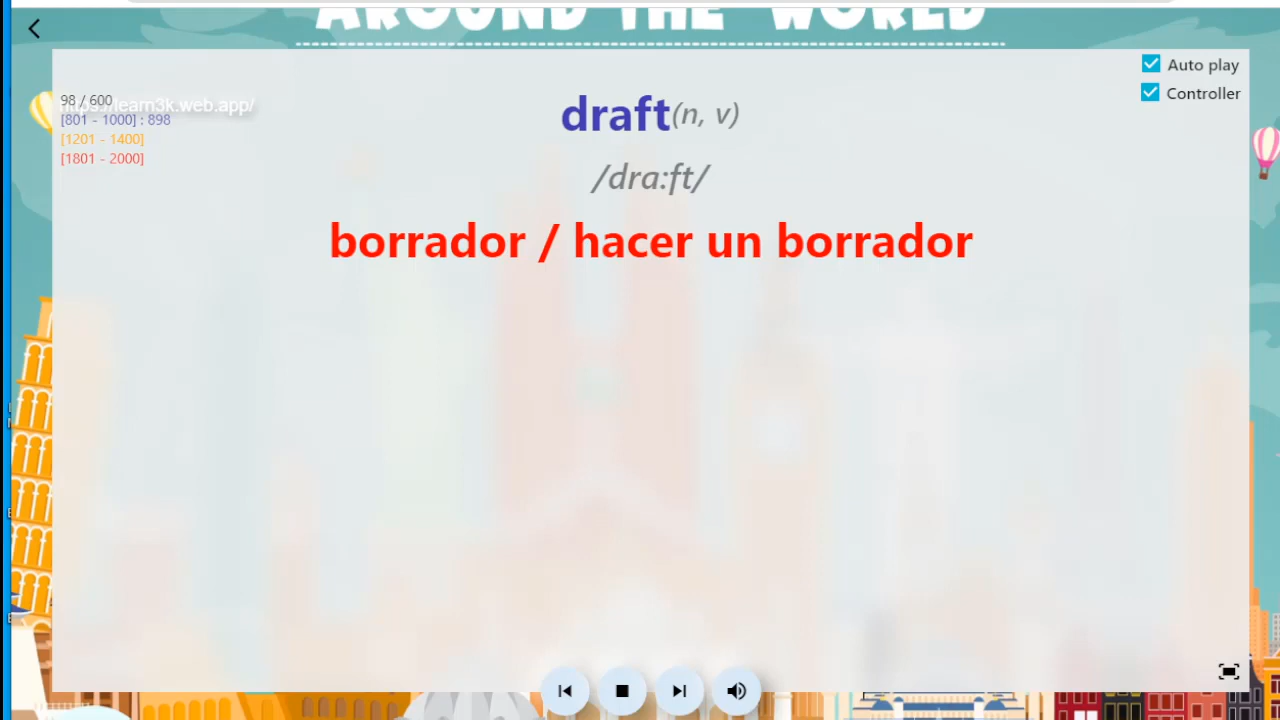 AROUND THE WORLD
Auto play
Controller
98 / 600
https://learn3k.web.app/
[801 - 1000] : 898
[1201 - 1400]
[1801 - 2000]
draft(n, v)
/dra:ft/
borrador / hacer un borrador